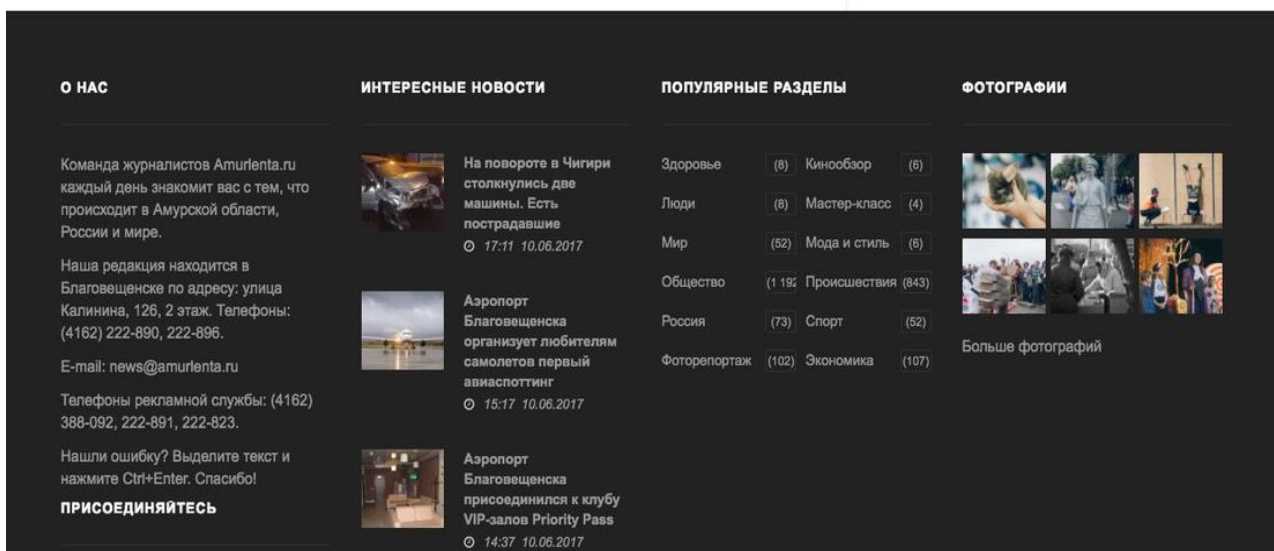 О НАС
Команда журналистов Amurlenta.ru
каждый день знакомит вас с тем, что
происходит в Амурской области,
России и мире.
Наша редакция находится в
Благовещенске по адресу: улица
Калинина, 126, 2 этаж. Телефоны:
(4162) 222-890, 222-896.
E-mail: news@amurlenta.ru
Телефоны рекламной службы: (4162)
388-092, 222-891, 222-823.
Нашли ошибку? Выделите текст и
нажмите Ctrl+Enter. Спасибо!
ПРИСОЕДИНЯЙТЕСЬ
ИНТЕРЕСНЫЕ НОВОСТИ
На повороте в Чигири
столкнулись две
машины. Есть
пострадавшие
17:11 10.06.2017
Аэропорт
Благовещенска
организует любителям
самолетов первый
авиаспоттинг
15:17 10.06.2017
Аэропорт
Благовещенска
присоединился к клубу
VIP-залов Priority Pass
14:37 10.06.2017
ПОПУЛЯРНЫЕ РАЗДЕЛЫ
Здоровье (8) Кинообзор (6)
Люди (8) Мастер-класс (4)
Мир (52) Мода и стиль (6)
Общество (1 192 Происшествия (843)
Россия (73) Спорт (52)
Фоторепортаж (102) Экономика (107)
ФОТОГРАФИИ
Больше фотографий